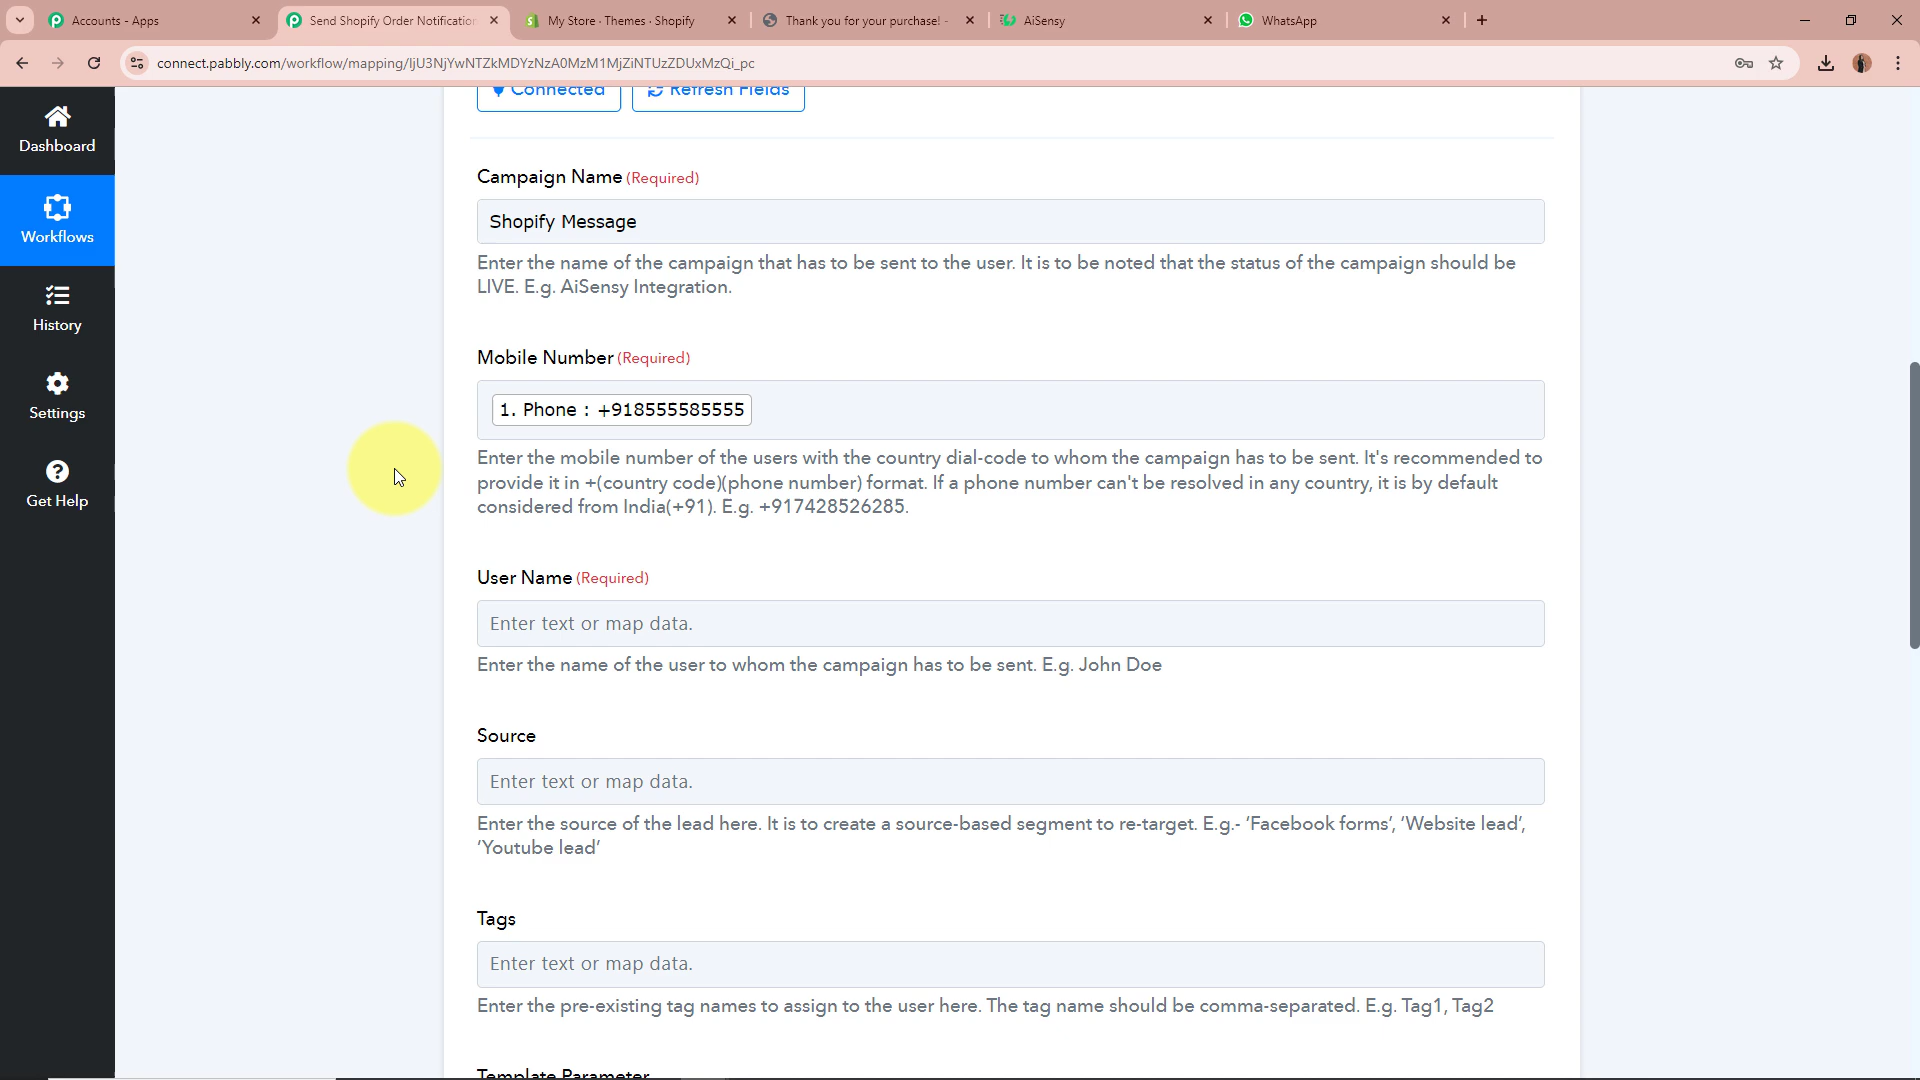 Accounts - Apps
Send Shopify Order Notification
My Store · Themes · Shopify
Thank you for your purchase! -
AiSensy
WhatsApp
connect.pabbly.com/workflow/mapping/IjU3NjYwNTZkMDYzNzA0MzM1MjZiNTUzZDUxMzQi_pc
Connected
Refresh Fields
Dashboard
Workflows
History
Settings
Get Help
Campaign Name (Required)
Shopify Message
Enter the name of the campaign that has to be sent to the user. It is to be noted that the status of the campaign should be
LIVE. E.g. AiSensy Integration.
Mobile Number (Required)
1. Phone : +918555585555
Enter the mobile number of the users with the country dial-code to whom the campaign has to be sent. It's recommended to
provide it in +(country code)(phone number) format. If a phone number can't be resolved in any country, it is by default
considered from India(+91). E.g. +917428526285.
User Name (Required)
Enter text or map data.
Enter the name of the user to whom the campaign has to be sent. E.g. John Doe
Source
Enter text or map data.
Enter the source of the lead here. It is to create a source-based segment to re-target. E.g.- ‘Facebook forms’, ‘Website lead’,
‘Youtube lead’
Tags
Enter text or map data.
Enter the pre-existing tag names to assign to the user here. The tag name should be comma-separated. E.g. Tag1, Tag2
Template Parameter